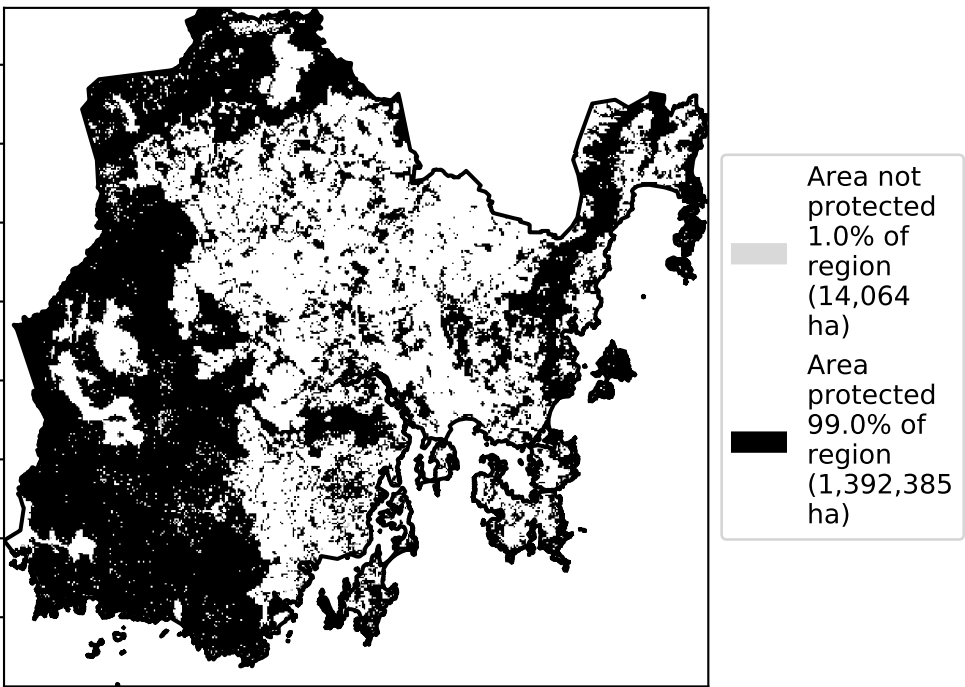 Area not
protected
1.0% of
region
(14,064
ha)
Area
protected
99.0% of
region
(1,392,385
ha)